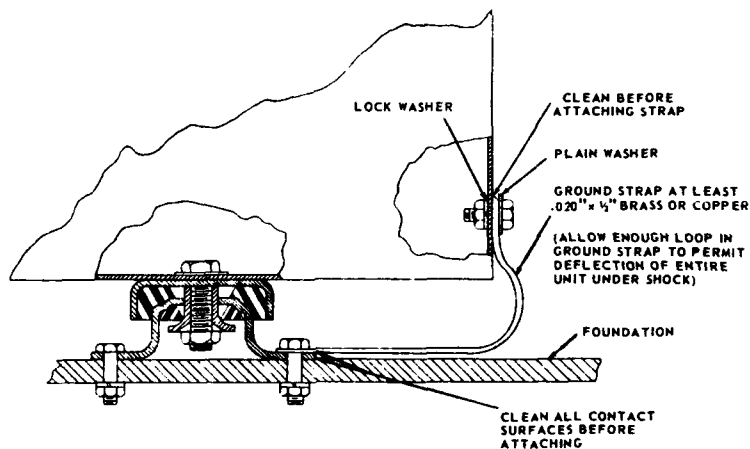 LOCK WASHER
CLEAN BEFORE
ATTACHING STRAP
PLAIN WASHER
GROUND STRAP AT LEAST
.020" x ½" BRASS OR COPPER
(ALLOW ENOUGH LOOP IN
GROUND STRAP TO PERMIT
DEFLECTION OF ENTIRE
UNIT UNDER SHOCK)
FOUNDATION
CLEAN ALL CONTACT
SURFACES BEFORE
ATTACHING